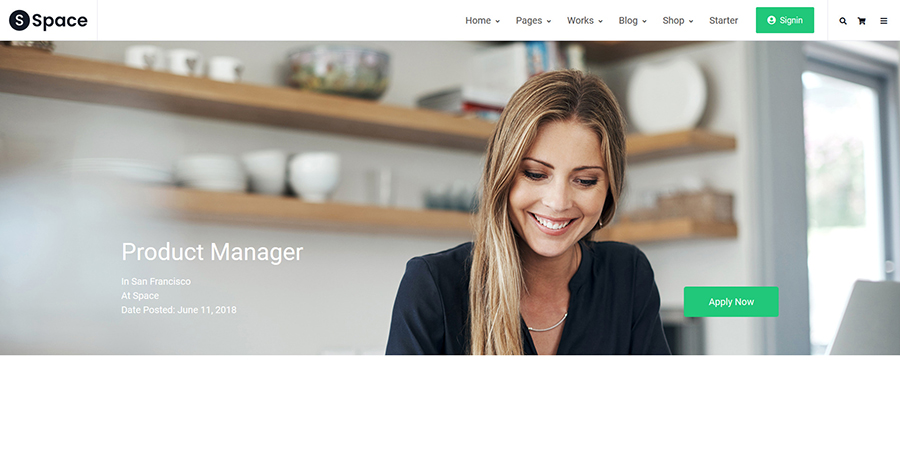 S Space
Home Pages Works Blog Shop Starter Signin
Product Manager
In San Francisco
At Space
Date Posted: June 11, 2018
Apply Now